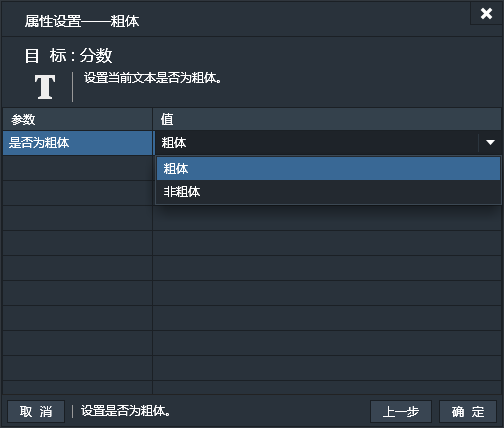 属性设置——粗体
目 标 : 分数
T
设置当前文本是否为粗体。
参数 值
是否为粗体 粗体
粗体
非粗体
取 消 设置是否为粗体。 上一步 确 定